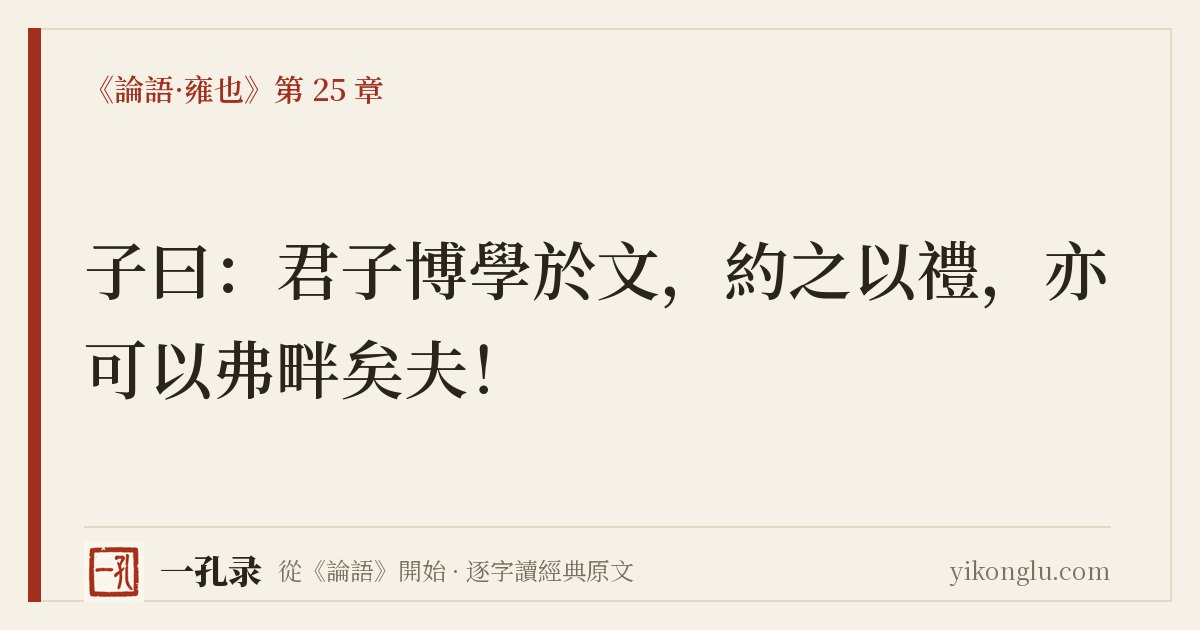 《論語·雍也》第 25 章
子曰：君子博學於文，約之以禮，亦
可以弗畔矣夫！
一孔
一孔录
從《論語》開始 · 逐字讀經典原文
yikonglu.com